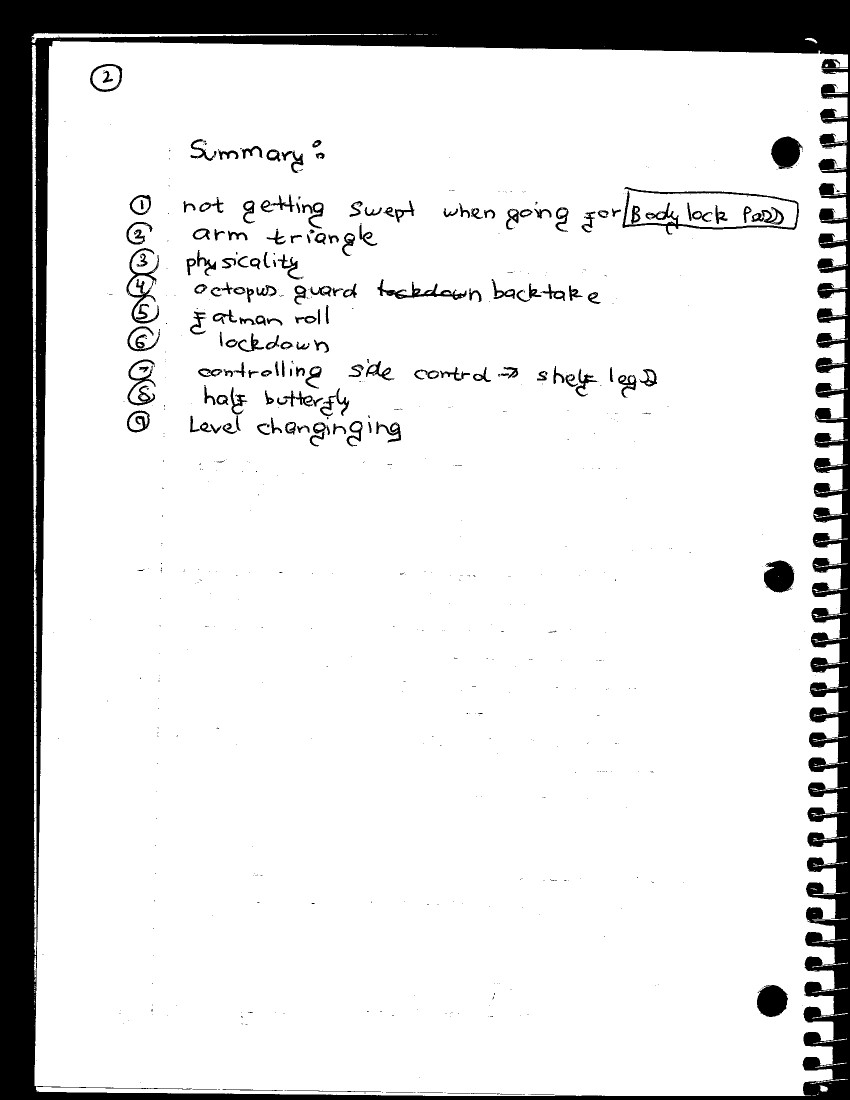 2
Summary:
1 not getting swept when going for Body lock Pass
2 arm triangle
3 physicality
4 octopus guard lockdown backtake
5 fatman roll
6 lockdown
7 controlling side control → shelf legs
8 half butterfly
9 Level changinging